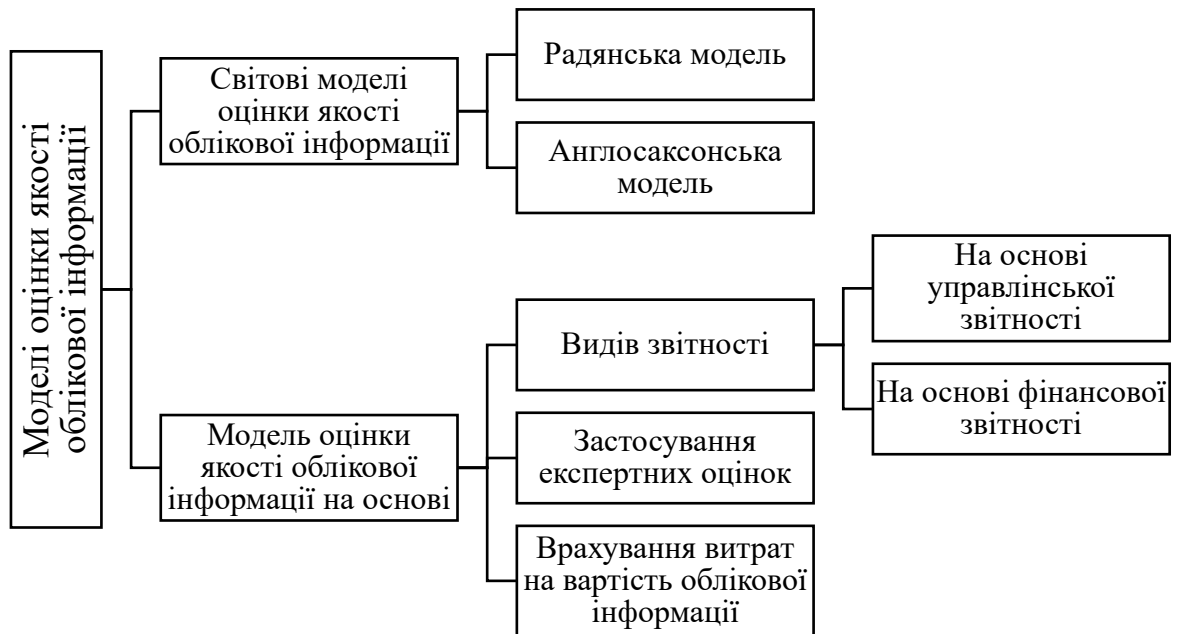 Моделі оцінки якості
облікової інформації
Світові моделі
оцінки якості
облікової інформації
Радянська модель
Англосаксонська
модель
Модель оцінки
якості облікової
інформації на основі
Видів звітності
На основі
управлінської
звітності
На основі фінансової
звітності
Застосування
експертних оцінок
Врахування витрат
на вартість облікової
інформації